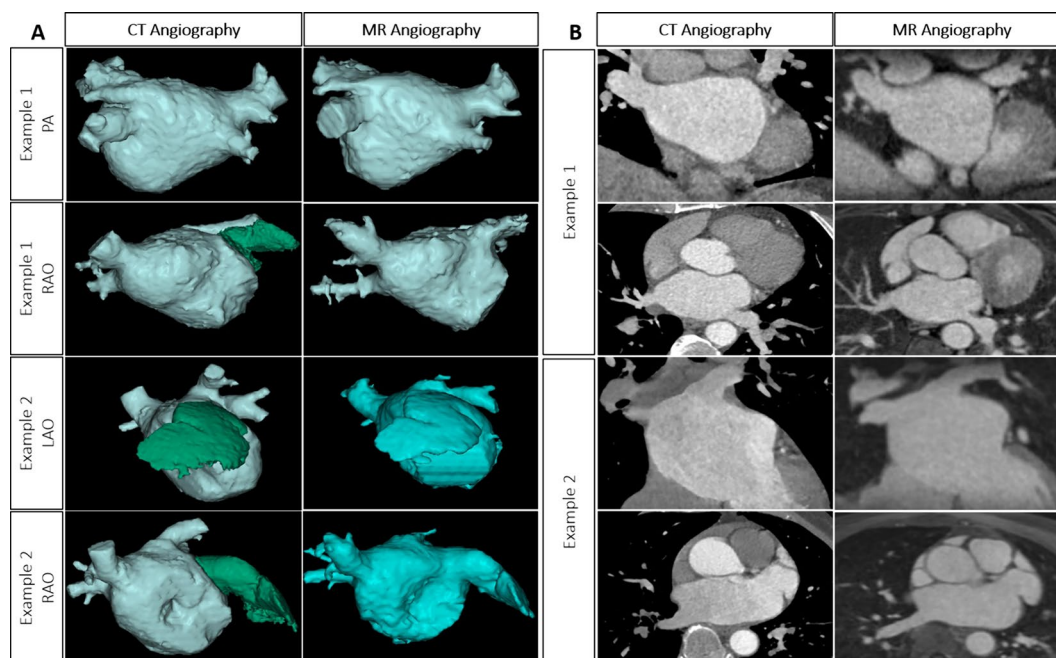 A
CT Angiography
MR Angiography
B
CT Angiography
MR Angiography
Example 1
PA
Example 1
RAO
Example 2
LAO
Example 2
RAO
Example 1
Example 2